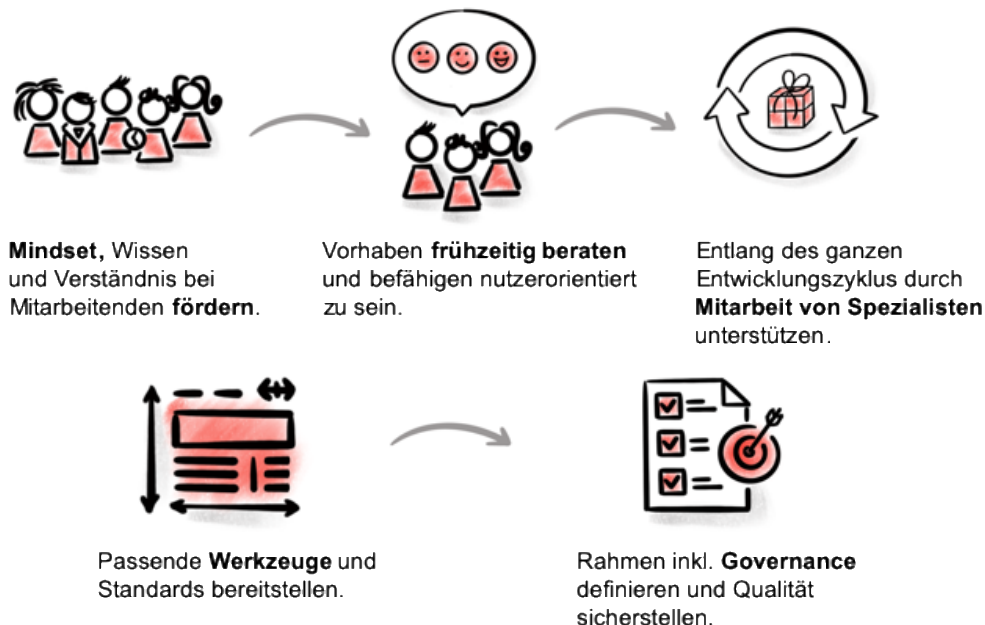 Mindset, Wissen
und Verständnis bei
Mitarbeitenden fördern.
Vorhaben frühzeitig beraten
und befähigen nutzerorientiert
zu sein.
Entlang des ganzen
Entwicklungszyklus durch
Mitarbeit von Spezialisten
unterstützen.
Passende Werkzeuge und
Standards bereitstellen.
Rahmen inkl. Governance
definieren und Qualität
sicherstellen.